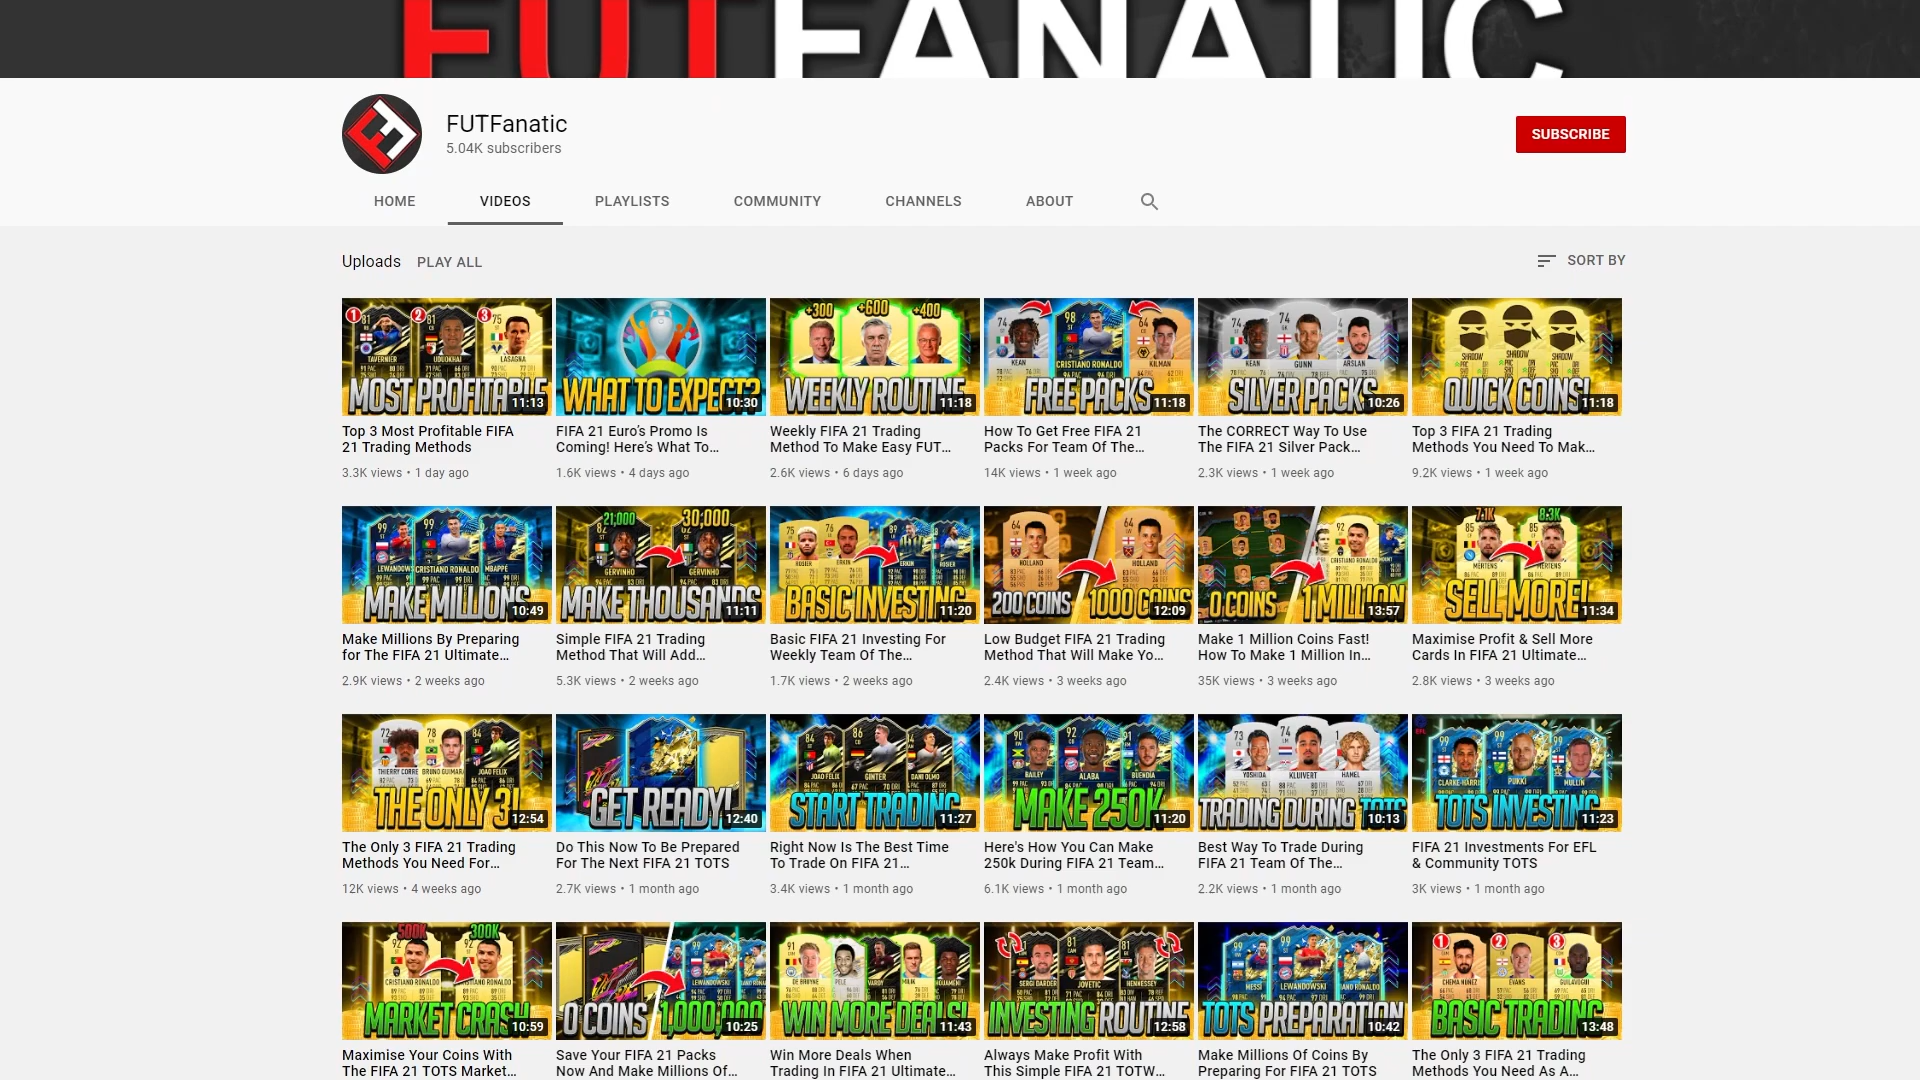 FUTFANATIC
FUTFanatic
5.04K subscribers
SUBSCRIBE
HOME VIDEOS PLAYLISTS COMMUNITY CHANNELS ABOUT
Uploads PLAY ALL SORT BY
MOST PROFITABLE 11:13
WHAT TO EXPECT? 10:30
+300 +600 +400
WEEKLY ROUTINE 11:18
FREE PACKS 11:18
SILVER PACKS 10:26
QUICK COINS! 11:18
Top 3 Most Profitable FIFA
21 Trading Methods
3.3K views • 1 day ago
FIFA 21 Euro's Promo Is
Coming! Here's What To...
1.6K views • 4 days ago
Weekly FIFA 21 Trading
Method To Make Easy FUT...
2.6K views • 6 days ago
How To Get Free FIFA 21
Packs For Team Of The...
14K views • 1 week ago
The CORRECT Way To Use
The FIFA 21 Silver Pack...
2.3K views • 1 week ago
Top 3 FIFA 21 Trading
Methods You Need To Mak...
9.2K views • 1 week ago
MAKE MILLIONS 10:49
21,000 30,000
MAKE THOUSANDS 11:11
BASIC INVESTING 11:20
200 COINS 1000 COINS 12:09
0 COINS 1 MILLION 13:57
7.1K 8.3K
SELL MORE! 11:34
Make Millions By Preparing
for The FIFA 21 Ultimate...
2.9K views • 2 weeks ago
Simple FIFA 21 Trading
Method That Will Add...
5.3K views • 2 weeks ago
Basic FIFA 21 Investing For
Weekly Team Of The...
1.7K views • 2 weeks ago
Low Budget FIFA 21 Trading
Method That Will Make Yo...
2.4K views • 3 weeks ago
Make 1 Million Coins Fast!
How To Make 1 Million In...
35K views • 3 weeks ago
Maximise Profit & Sell More
Cards In FIFA 21 Ultimate...
2.8K views • 3 weeks ago
THE ONLY 3! 12:54
GET READY! 12:40
START TRADING 11:27
MAKE 250K 11:20
TRADING DURING TOTS 10:13
TOTS INVESTING 11:23
The Only 3 FIFA 21 Trading
Methods You Need For...
12K views • 4 weeks ago
Do This Now To Be Prepared
For The Next FIFA 21 TOTS
2.7K views • 1 month ago
Right Now Is The Best Time
To Trade On FIFA 21...
3.4K views • 1 month ago
Here's How You Can Make
250k During FIFA 21 Team...
6.1K views • 1 month ago
Best Way To Trade During
FIFA 21 Team Of The...
2.2K views • 1 month ago
FIFA 21 Investments For EFL
& Community TOTS
3K views • 1 month ago
500K 300K
MARKET CRASH 10:59
0 COINS 1,000,000 10:25
WIN MORE DEALS! 11:43
INVESTING ROUTINE 12:58
TOTS PREPARATION 10:42
BASIC TRADING 13:48
Maximise Your Coins With
The FIFA 21 TOTS Market...
Save Your FIFA 21 Packs
Now And Make Millions Of...
Win More Deals When
Trading In FIFA 21 Ultimate...
Always Make Profit With
This Simple FIFA 21 TOTW...
Make Millions Of Coins By
Preparing For FIFA 21 TOTS
The Only 3 FIFA 21 Trading
Methods You Need As A...